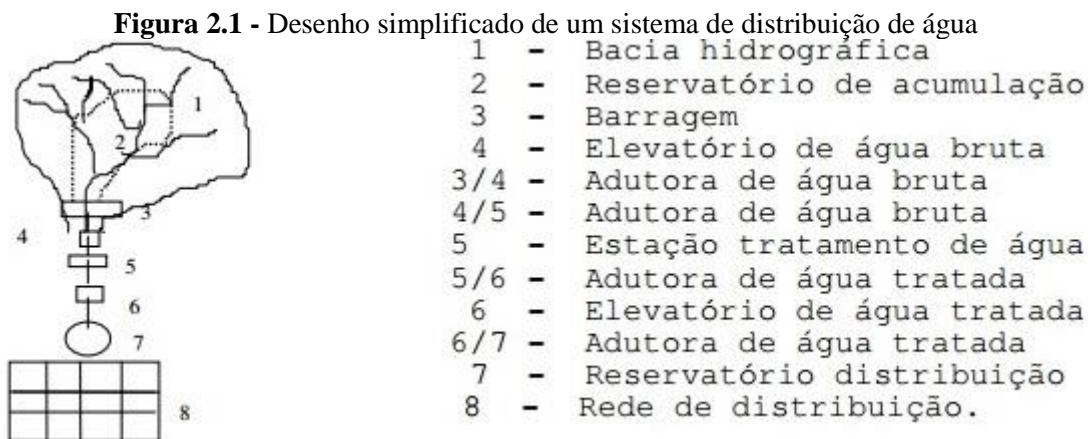 Figura 2.1 - Desenho simplificado de um sistema de distribuição de água
1 - Bacia hidrográfica
2 - Reservatório de acumulação
3 - Barragem
4 - Elevatório de água bruta
3/4 - Adutora de água bruta
4/5 - Adutora de água bruta
5 - Estação tratamento de água
5/6 - Adutora de água tratada
6 - Elevatório de água tratada
6/7 - Adutora de água tratada
7 - Reservatório distribuição
8 - Rede de distribuição.
1
2
3
4
5
6
7
8